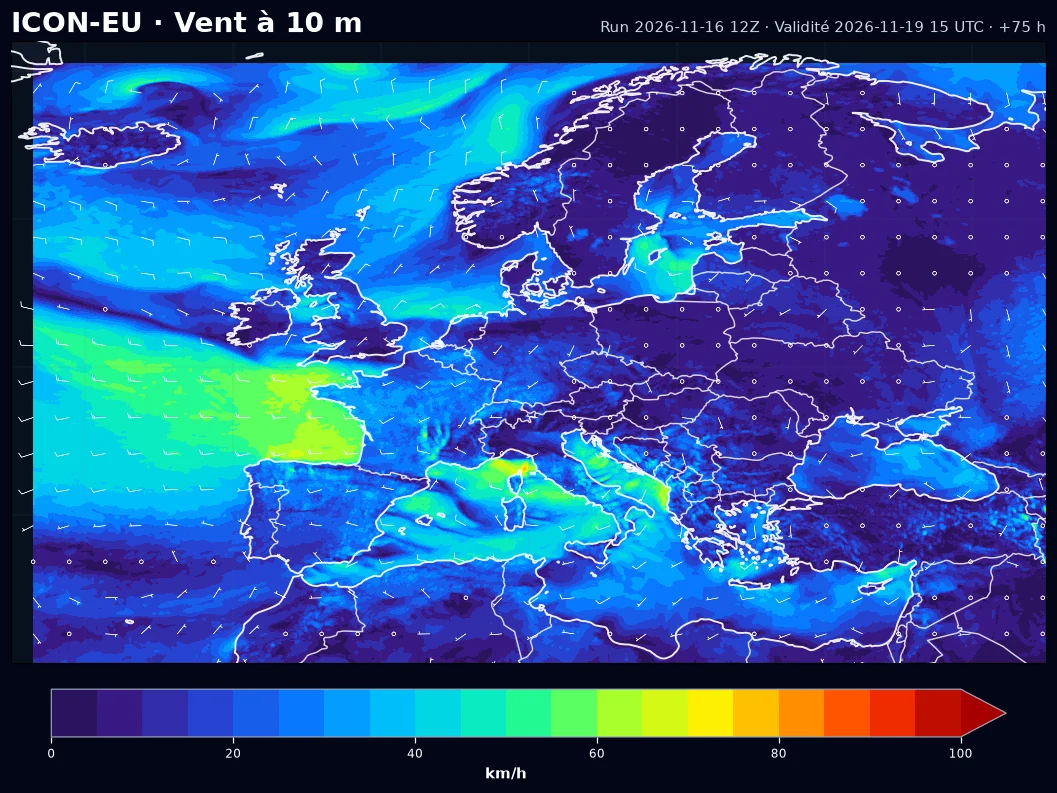 ICON-EU · Vent à 10 m
Run 2026-11-16 12Z · Validité 2026-11-19 15 UTC · +75 h
0 20 40 60 80 100
km/h